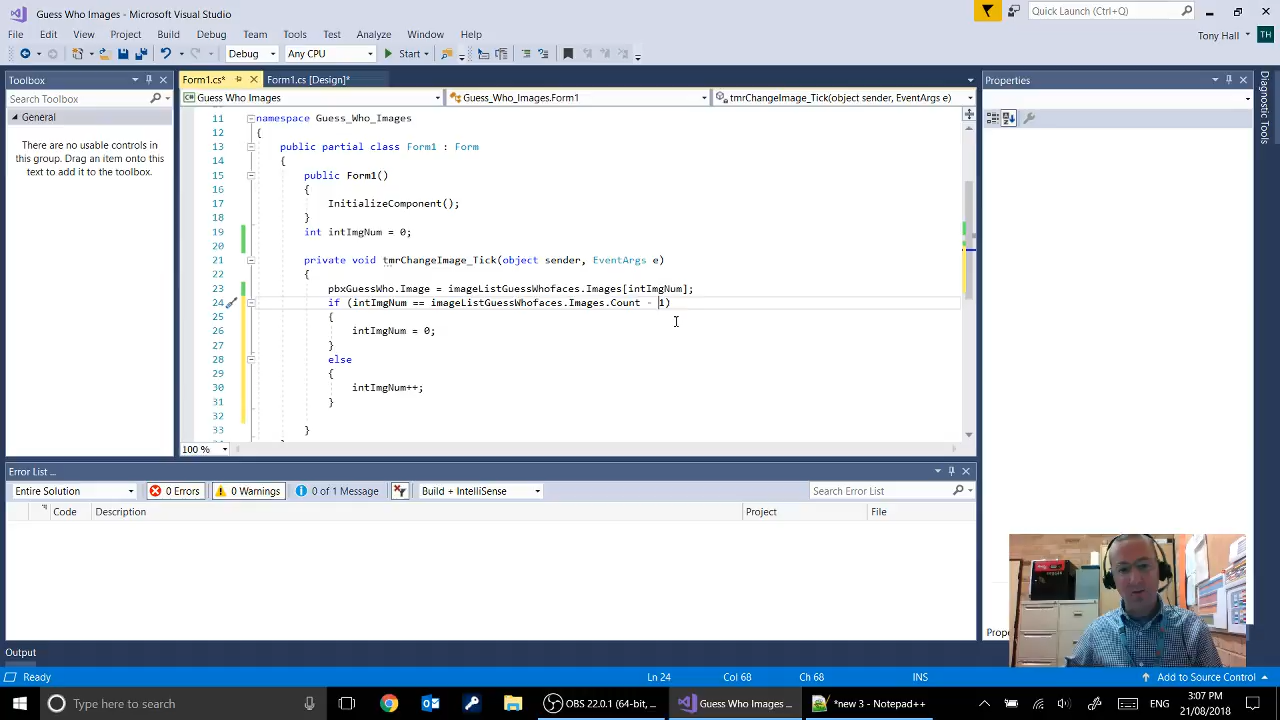 Guess Who Images - Microsoft Visual Studio
Quick Launch (Ctrl+Q)
File Edit View Project Build Debug Team Tools Test Analyze Window Help
Tony Hall TH
Debug Any CPU Start
Toolbox
Form1.cs*
Form1.cs [Design]*
Properties
Search Toolbox
Guess Who Images
Guess_Who_Images.Form1
tmrChangeImage_Tick(object sender, EventArgs e)
General
There are no usable controls in
this group. Drag an item onto this
text to add it to the toolbox.
11 namespace Guess_Who_Images
12 {
13 public partial class Form1 : Form
14 {
15 public Form1()
16 {
17 InitializeComponent();
18 }
19 int intImgNum = 0;
20
21 private void tmrChangeImage_Tick(object sender, EventArgs e)
22 {
23 pbxGuessWho.Image = imageListGuessWhofaces.Images[intImgNum];
24 if (intImgNum == imageListGuessWhofaces.Images.Count - 1)
25 {
26 intImgNum = 0;
27 }
28 else
29 {
30 intImgNum++;
31 }
32
33 }
100 %
Diagnostic Tools
Error List ...
Entire Solution 0 Errors 0 Warnings 0 of 1 Message Build + IntelliSense Search Error List
Code Description Project File
Output
Ready Ln 24 Col 68 Ch 68 INS Add to Source Control
Type here to search
OBS 22.0.1 (64-bit, ...
Guess Who Images ...
*new 3 - Notepad++
3:07 PM
21/08/2018